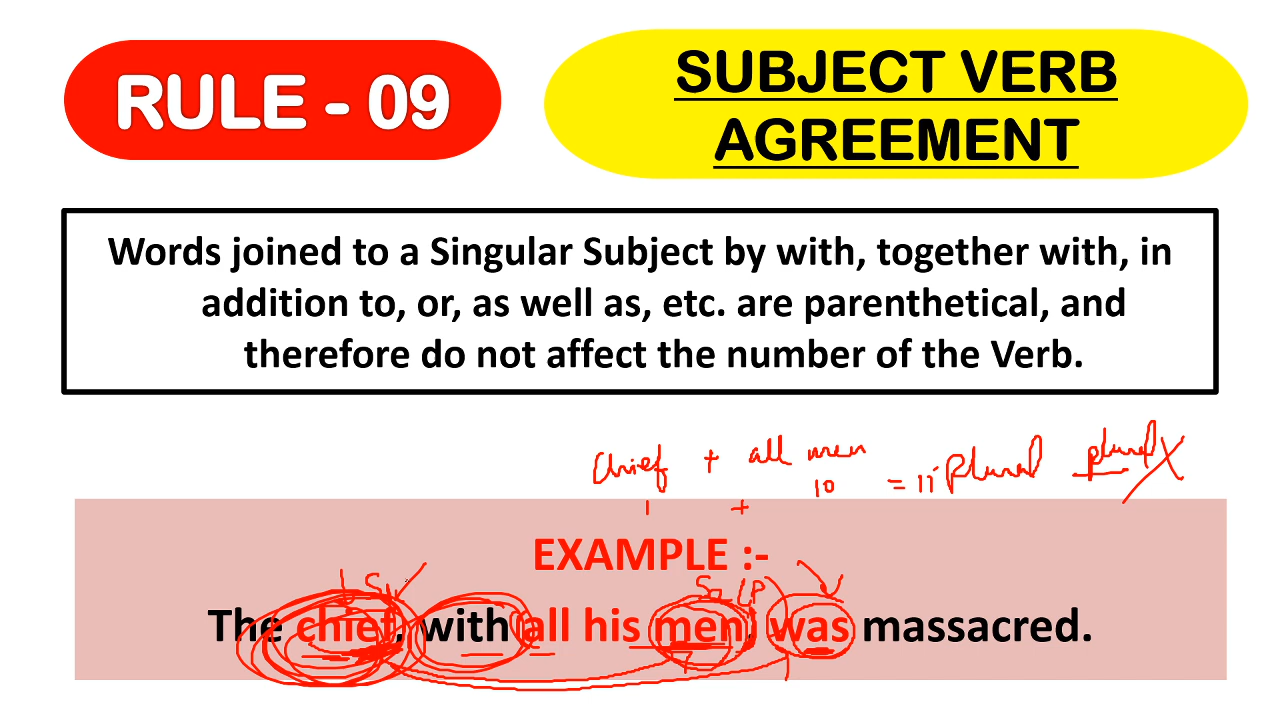 RULE - 09
SUBJECT VERB
AGREEMENT
Words joined to a Singular Subject by with, together with, in
addition to, or, as well as, etc. are parenthetical, and
therefore do not affect the number of the Verb.
chief + all men = 11 Plural plural
1 + 10
EXAMPLE :-
The chief, with all his men, was massacred.